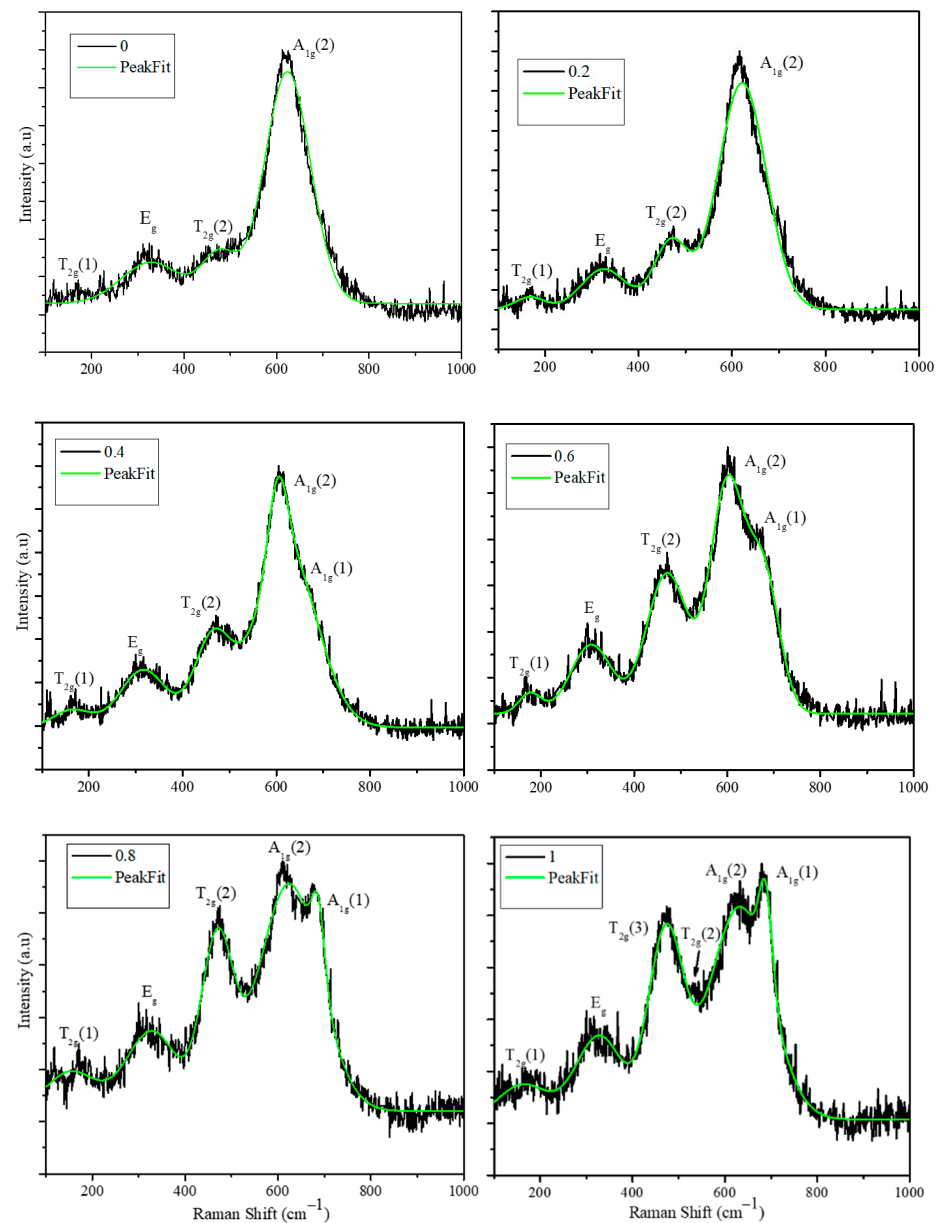 0
PeakFit
A1g(2)
Eg
T2g(2)
T2g(1)
Intensity (a.u)
200 400 600 800 1000
0.2
PeakFit
A1g(2)
T2g(2)
Eg
T2g(1)
200 400 600 800 1000
0.4
PeakFit
A1g(2)
A1g(1)
T2g(2)
Eg
T2g(1)
Intensity (a.u)
200 400 600 800 1000
0.6
PeakFit
A1g(2)
A1g(1)
T2g(2)
Eg
T2g(1)
200 400 600 800 1000
0.8
PeakFit
A1g(2)
T2g(2)
A1g(1)
Eg
T2g(1)
Intensity (a.u)
200 400 600 800 1000
Raman Shift (cm−1)
1
PeakFit
A1g(2)
A1g(1)
T2g(3)
T2g(2)
Eg
T2g(1)
200 400 600 800 1000
Raman Shift (cm−1)